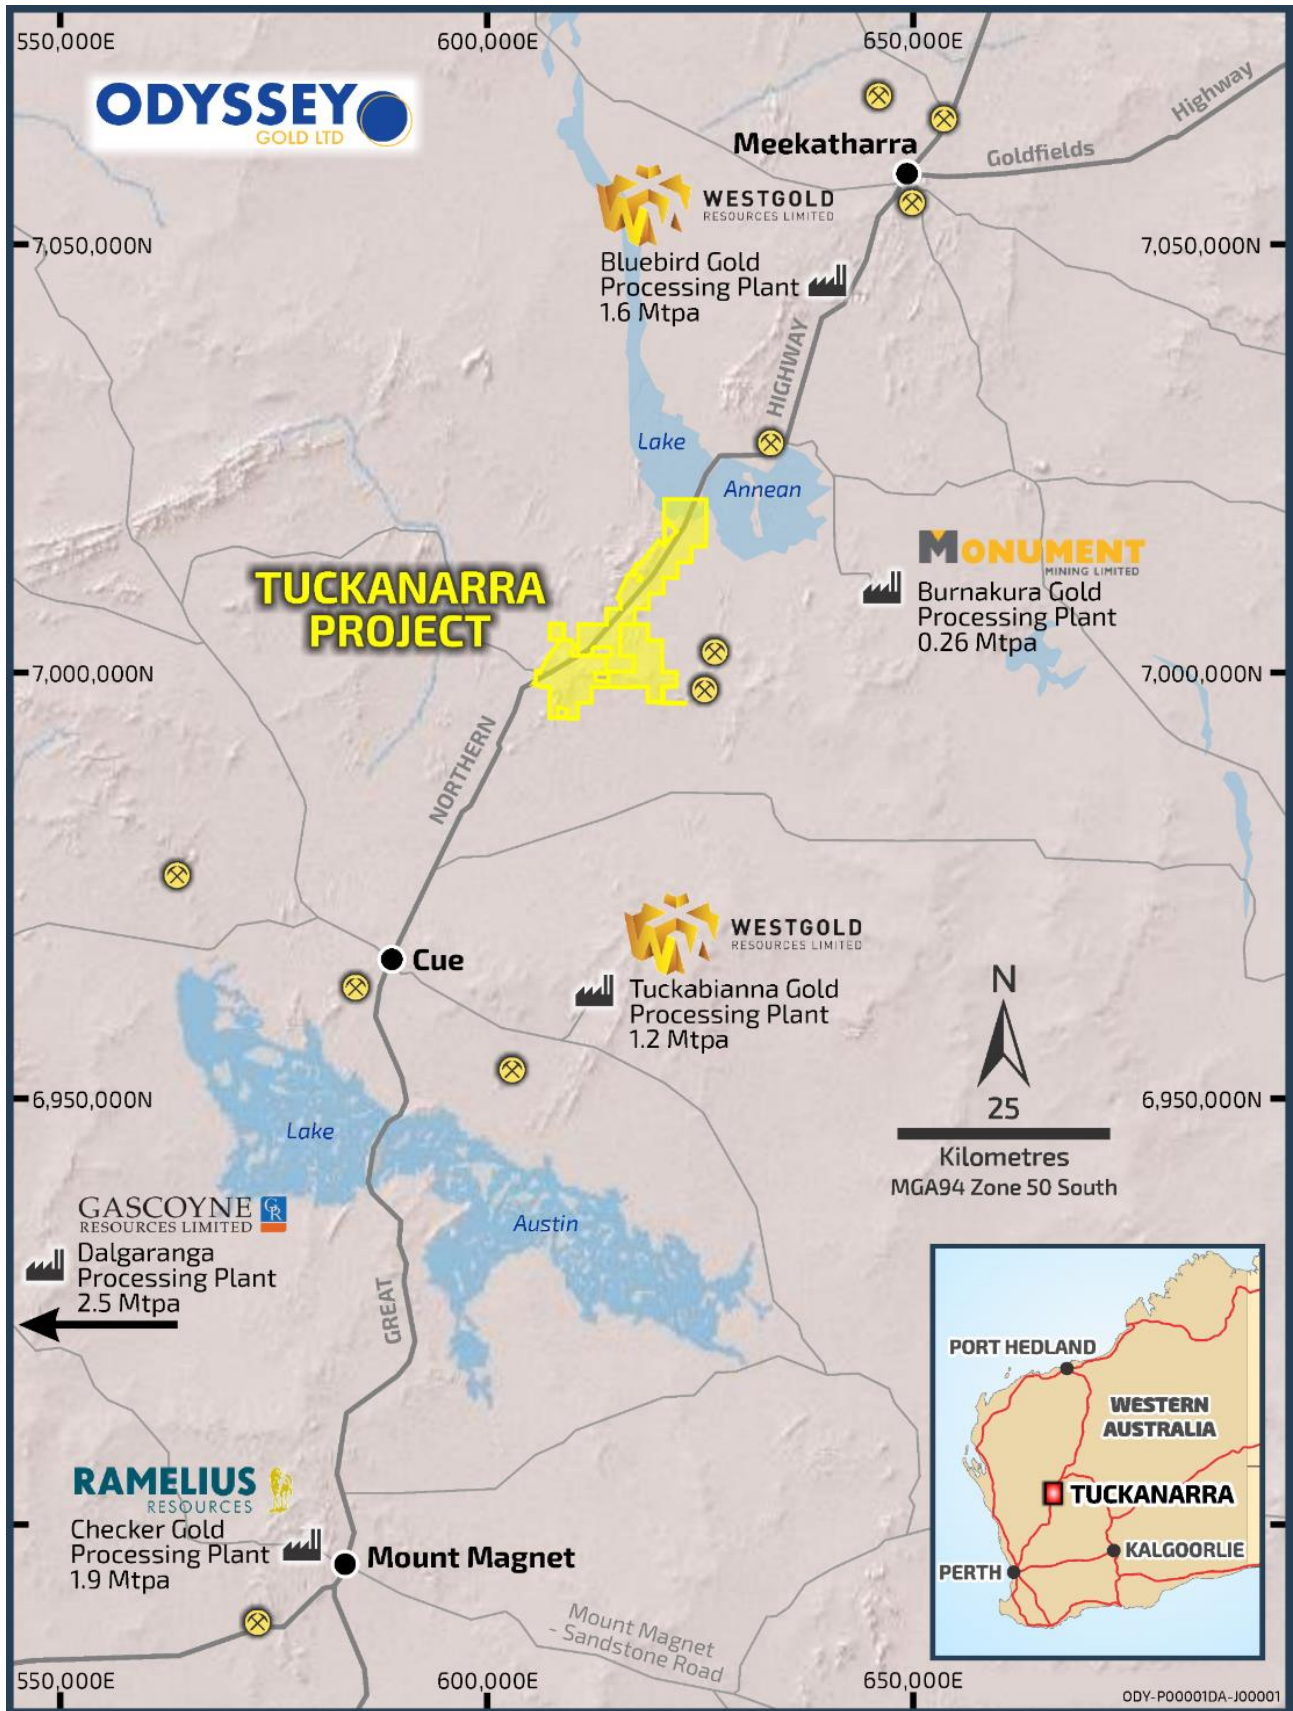 550,000E
600,000E
650,000E
ODYSSEY
GOLD LTD
Highway
Goldfields
Meekatharra
WESTGOLD
RESOURCES LIMITED
7,050,000N
7,050,000N
Bluebird Gold
Processing Plant
1.6 Mtpa
HIGHWAY
Lake
Annean
MONUMENT
MINING LIMITED
TUCKANARRA
PROJECT
Burnakura Gold
Processing Plant
0.26 Mtpa
7,000,000N
7,000,000N
NORTHERN
WESTGOLD
RESOURCES LIMITED
Cue
Tuckabianna Gold
Processing Plant
1.2 Mtpa
N
6,950,000N
25
6,950,000N
Lake
Kilometres
MGA94 Zone 50 South
GASCOYNE
RESOURCES LIMITED
GR
Austin
Dalgaranga
Processing Plant
2.5 Mtpa
GREAT
PORT HEDLAND
WESTERN
AUSTRALIA
TUCKANARRA
KALGOORLIE
PERTH
RAMELIUS
RESOURCES
Checker Gold
Processing Plant
1.9 Mtpa
Mount Magnet
Mount Magnet
- Sandstone Road
550,000E
600,000E
650,000E
ODY-P00001DA-J00001